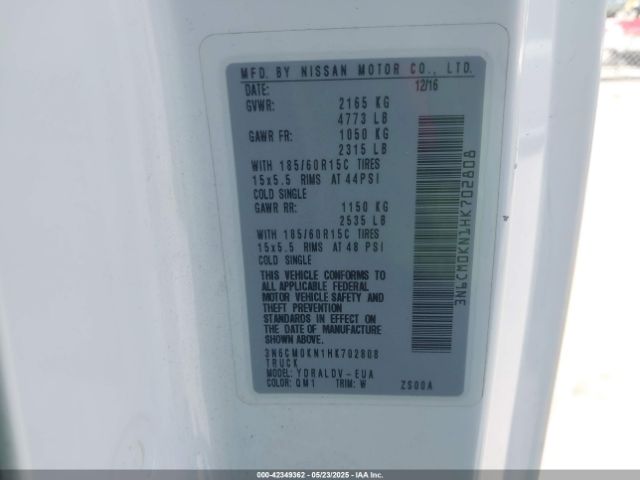 MFD. BY NISSAN MOTOR CO., LTD.
DATE: 12/16
GVWR: 2165 KG
4773 LB
GAWR FR: 1050 KG
2315 LB
WITH 185/60R15C TIRES
15x5.5 RIMS AT 44PSI
COLD SINGLE
GAWR RR: 1150 KG
2535 LB
WITH 185/60R15C TIRES
15x5.5 RIMS AT 48 PSI
COLD SINGLE
THIS VEHICLE CONFORMS TO
ALL APPLICABLE FEDERAL
MOTOR VEHICLE SAFETY AND
THEFT PREVENTION
STANDARDS IN EFFECT ON
THE DATE OF MANUFACTURE
SHOWN ABOVE.
3N6CM0KN1HK702808
TRUCK
MODEL: YDRALDV-EUA
COLOR: QM1 TRIM: W ZS00A
3N6CM0KN1HK702808
000-42349362 - 05/23/2025 - IAA Inc.